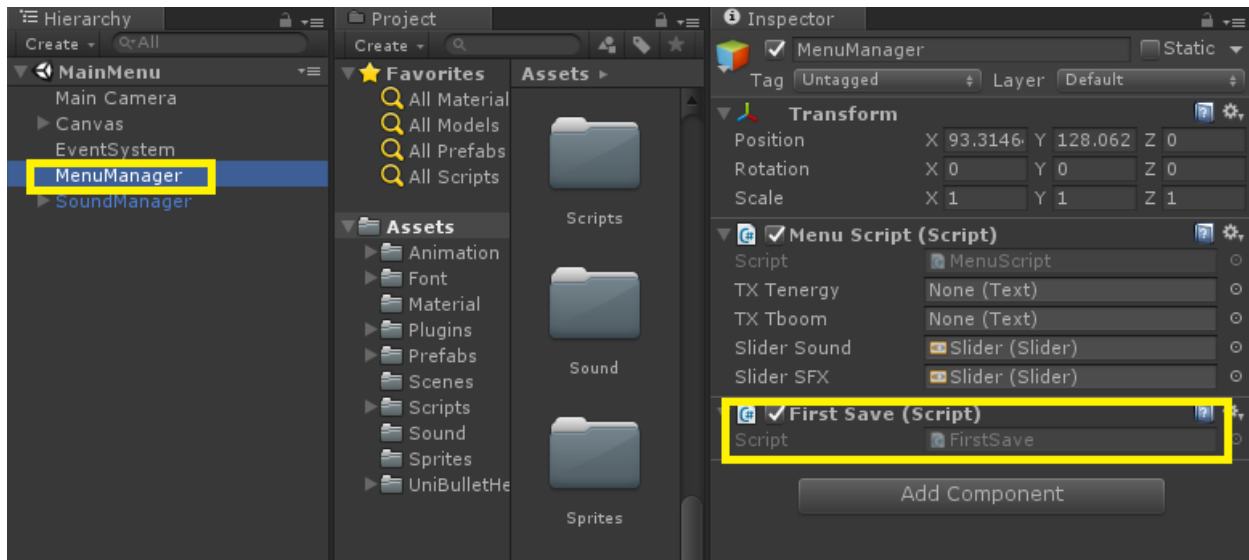 Hierarchy
Create
All
MainMenu
Main Camera
Canvas
EventSystem
MenuManager
SoundManager
Project
Create
Favorites
All Material
All Models
All Prefabs
All Scripts
Assets
Animation
Font
Material
Plugins
Prefabs
Scenes
Scripts
Sound
Sprites
UniBulletHe
Assets
Scripts
Sound
Sprites
Inspector
MenuManager Static
Tag Untagged Layer Default
Transform
Position X 93.3146 Y 128.062 Z 0
Rotation X 0 Y 0 Z 0
Scale X 1 Y 1 Z 1
Menu Script (Script)
Script MenuScript
TX Tenergy None (Text)
TX Tboom None (Text)
Slider Sound Slider (Slider)
Slider SFX Slider (Slider)
First Save (Script)
Script FirstSave
Add Component